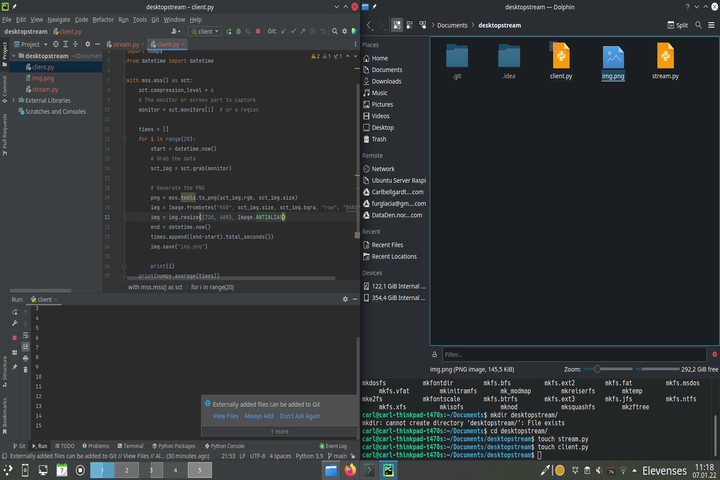 desktopstream – client.py
File Edit View Navigate Code Refactor Run Tools Git Window Help
desktopstream client.py
client
Git:
Project
stream.py
client.py
desktopstream ~/Documen
client.py
img.png
stream.py
External Libraries
Scratches and Consoles
Project
Commit
Pull Requests
Structure
Bookmarks
import numpy
from datetime import datetime
with mss.mss() as sct:
sct.compression_level = 0
# The monitor or screen part to capture
monitor = sct.monitors[1] # or a region
times = []
for i in range(20):
start = datetime.now()
# Grab the data
sct_img = sct.grab(monitor)
# Generate the PNG
png = mss.tools.to_png(sct_img.rgb, sct_img.size)
img = Image.frombytes("RGB", sct_img.size, sct_img.bgra, "raw", "BGRX"
img = img.resize((720, 480), Image.ANTIALIAS)
end = datetime.now()
times.append((end-start).total_seconds())
img.save("img.png")
print(i)
print(numpy.average(times))
with mss.mss() as sct › for i in range(20)
Run: client
3
4
5
6
7
8
9
10
11
12
13
14
15
Externally added files can be added to Git
View Files Always Add Don't Ask Again
1 more
Git Run TODO Problems Terminal Python Packages Python Console Event Log
Externally added files can be added to Git // View Files // Al... (30 minutes ago) 21:53 LF UTF-8 4 spaces Python 3.9 main
desktopstream — Dolphin
Documents › desktopstream
Split
Places
Home
Documents
Downloads
Music
Pictures
Videos
Desktop
Trash
Remote
Network
Ubuntu Server Raspi
Carlbellgardt....com
furglacia@gm....com
DataDen.nor...com
Recent
Recent Files
Recent Locations
Devices
122,1 GiB Internal ...
354,4 GiB Internal ...
.git
.idea
client.py
img.png
stream.py
Filter...
img.png (PNG image, 145,5 KiB)
Zoom:
292,2 GiB free
mkdosfs mkfontdir mkfs.bfs mkfs.ext2 mkfs.fat mkfs.msdos
mkfs.vfat mkinitramfs mk_modmap mkreiserfs mktemp
mke2fs mkfontscale mkfs.btrfs mkfs.ext3 mkfs.jfs mkfs.ntfs
mkfs.xfs mkisofs mknod mksquashfs mkzftree
carl@carl-thinkpad-t470s:~/Documents$ mkdir desktopstream/
mkdir: cannot create directory 'desktopstream/': File exists
carl@carl-thinkpad-t470s:~/Documents$ cd desktopstream/
carl@carl-thinkpad-t470s:~/Documents/desktopstream$ touch stream.py
carl@carl-thinkpad-t470s:~/Documents/desktopstream$ touch client.py
carl@carl-thinkpad-t470s:~/Documents/desktopstream$
1 2 3 4 5
Elevenses
11:18
07.01.22